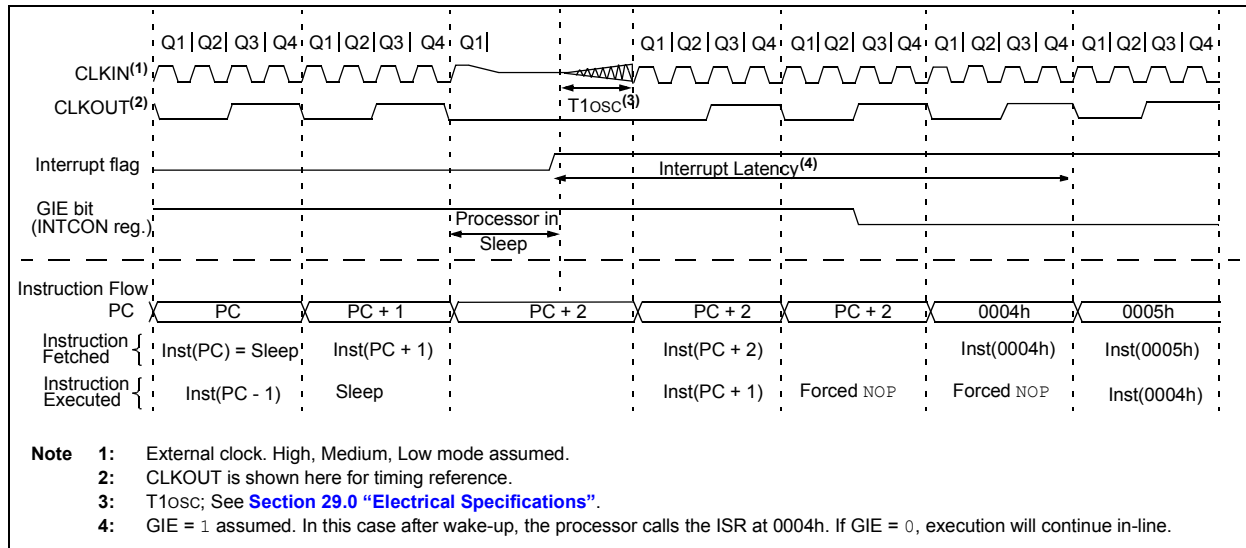 Q1 Q2 Q3 Q4 Q1 Q2 Q3 Q4 Q1 Q1 Q2 Q3 Q4 Q1 Q2 Q3 Q4 Q1 Q2 Q3 Q4 Q1 Q2 Q3 Q4
CLKIN(1)
CLKOUT(2)
T1OSC(3)
Interrupt flag
Interrupt Latency(4)
GIE bit
(INTCON reg.)
Processor in
Sleep
Instruction Flow
PC PC PC + 1 PC + 2 PC + 2 PC + 2 0004h 0005h
Instruction
Fetched { Inst(PC) = Sleep Inst(PC + 1) Inst(PC + 2) Inst(0004h) Inst(0005h)
Instruction
Executed { Inst(PC - 1) Sleep Inst(PC + 1) Forced NOP Forced NOP Inst(0004h)
Note 1: External clock. High, Medium, Low mode assumed.
2: CLKOUT is shown here for timing reference.
3: T1OSC; See Section 29.0 “Electrical Specifications”.
4: GIE = 1 assumed. In this case after wake-up, the processor calls the ISR at 0004h. If GIE = 0, execution will continue in-line.